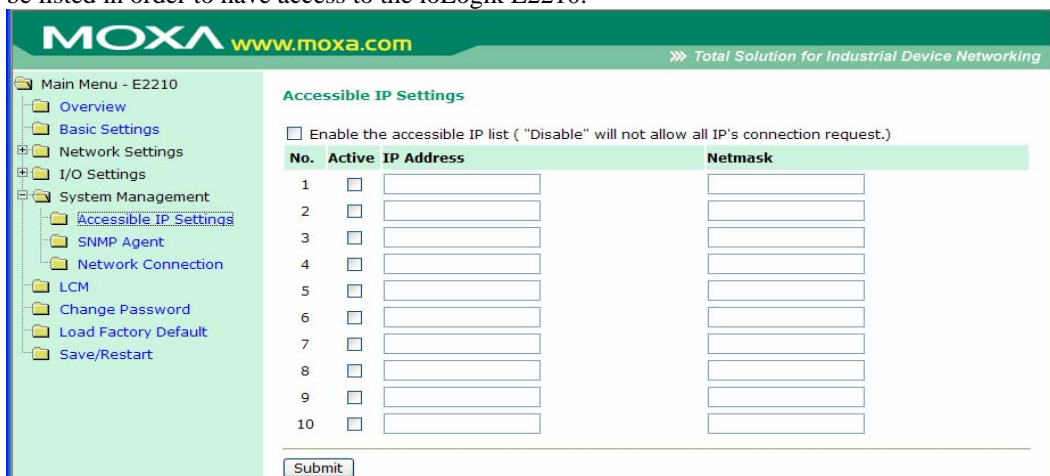 be listed in order to have access to the ioLogik E2210.
MOXA www.moxa.com
Total Solution for Industrial Device Networking
Main Menu - E2210
Overview
Basic Settings
Network Settings
I/O Settings
System Management
Accessible IP Settings
SNMP Agent
Network Connection
LCM
Change Password
Load Factory Default
Save/Restart
Accessible IP Settings
Enable the accessible IP list ( "Disable" will not allow all IP's connection request.)
No. Active IP Address Netmask
1
2
3
4
5
6
7
8
9
10
Submit